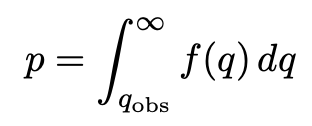 p = ∫_{q_obs}^{∞} f(q) dq